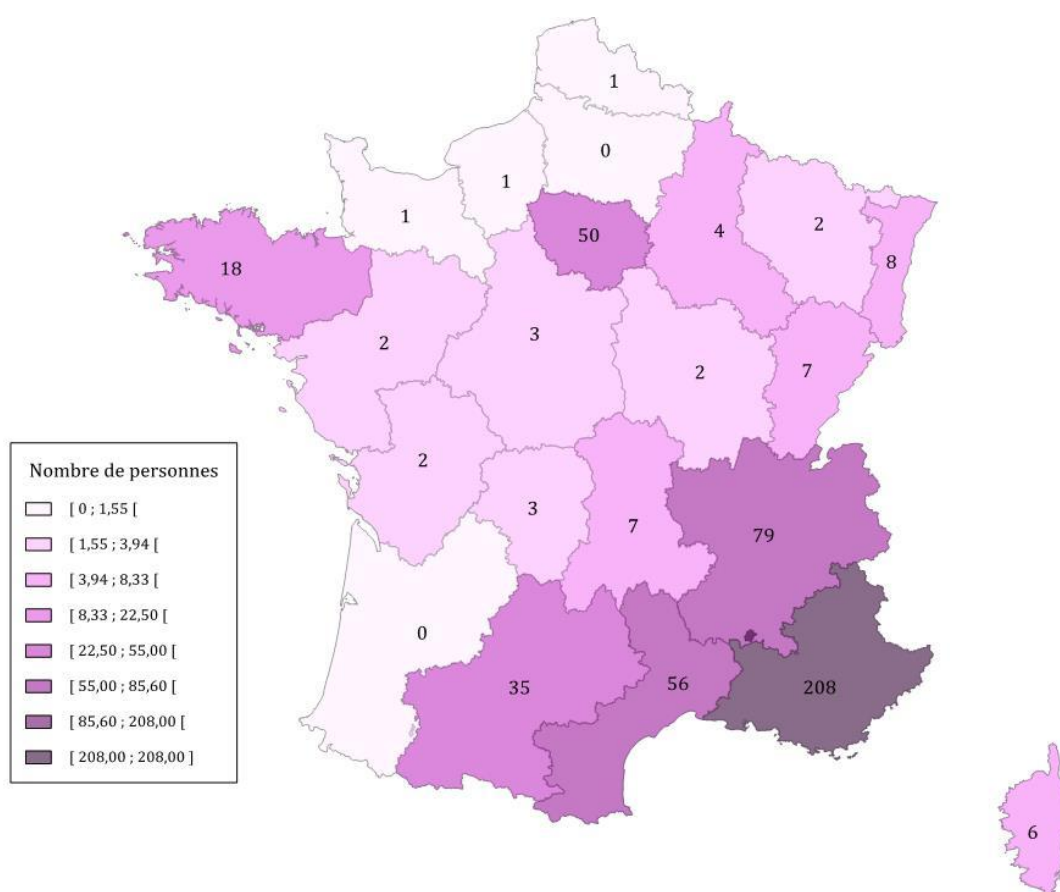 1
0
1
1
50
4
2
8
18
2
3
2
7
2
3
7
79
0
35
56
208
6
Nombre de personnes
[ 0 ; 1,55 [
[ 1,55 ; 3,94 [
[ 3,94 ; 8,33 [
[ 8,33 ; 22,50 [
[ 22,50 ; 55,00 [
[ 55,00 ; 85,60 [
[ 85,60 ; 208,00 [
[ 208,00 ; 208,00 ]